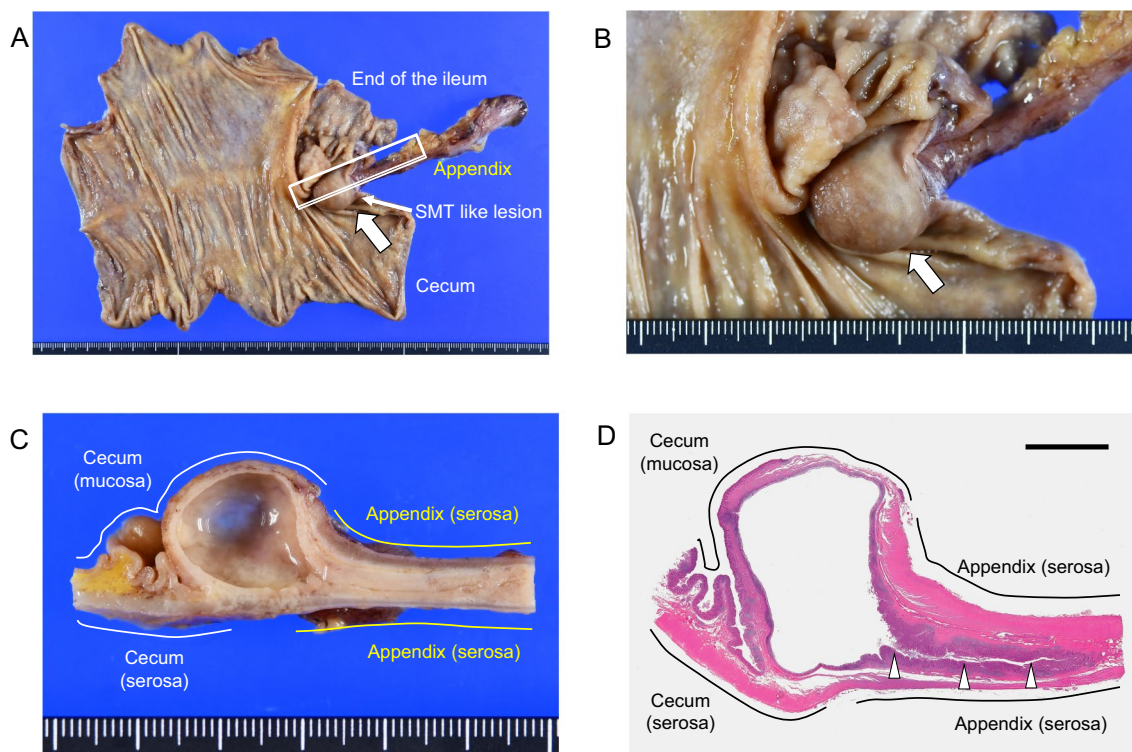 A
End of the ileum
Appendix
SMT like lesion
Cecum
B
C
Cecum
(mucosa)
Appendix (serosa)
Cecum
(serosa)
Appendix (serosa)
D
Cecum
(mucosa)
Appendix (serosa)
Cecum
(serosa)
Appendix (serosa)